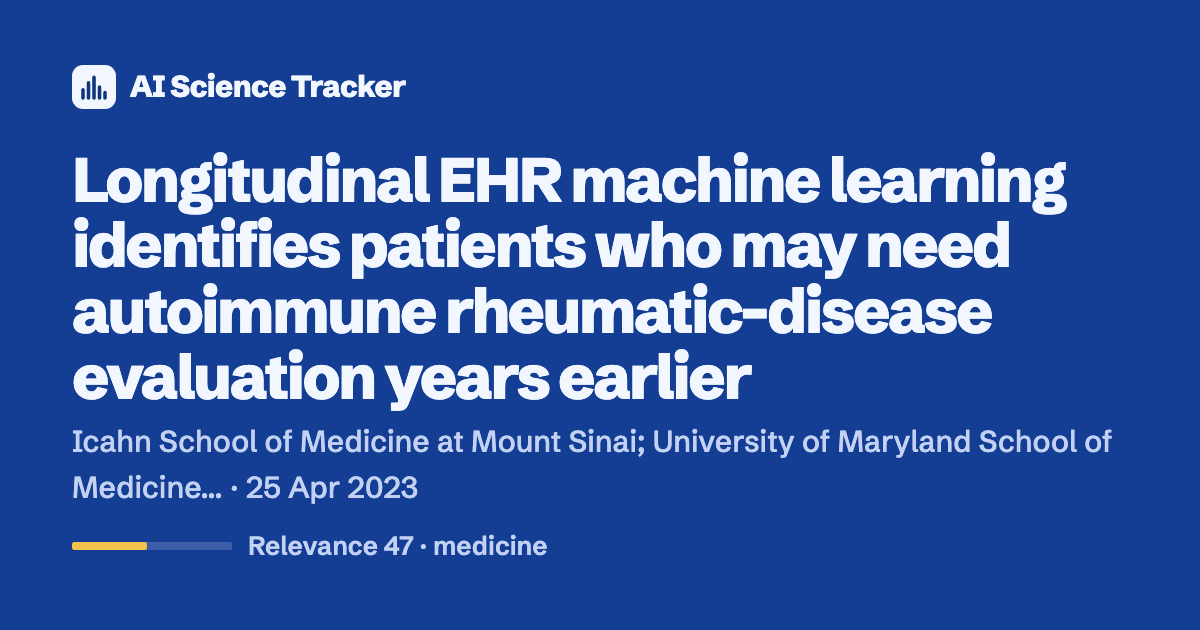 AI Science Tracker
Longitudinal EHR machine learning
identifies patients who may need
autoimmune rheumatic-disease
evaluation years earlier
Icahn School of Medicine at Mount Sinai; University of Maryland School of
Medicine... · 25 Apr 2023
Relevance 47 · medicine